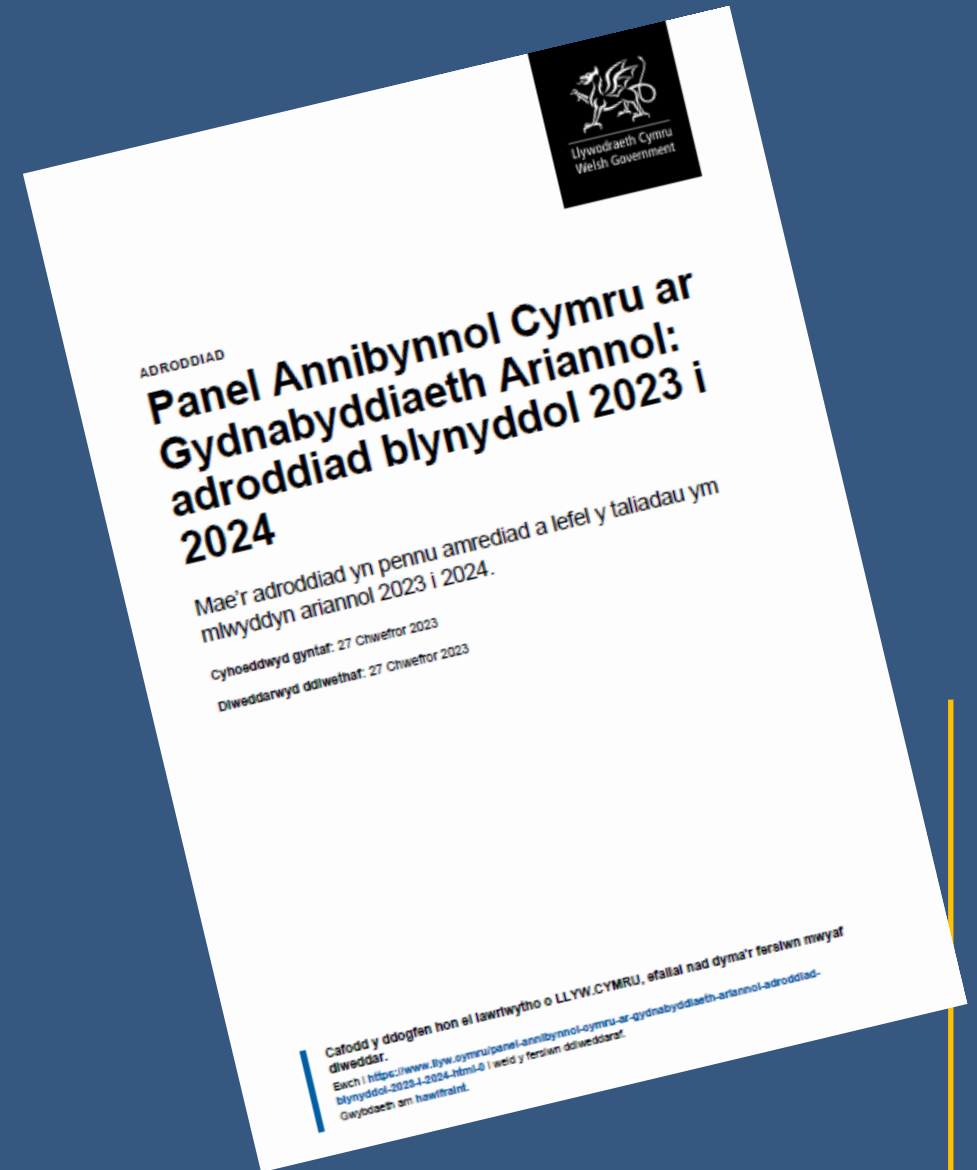 Llywodraeth Cymru
Welsh Government
ADRODDIAD
Panel Annibynnol Cymru ar
Gydnabyddiaeth Ariannol:
adroddiad blynyddol 2023 i
2024
Mae'r adroddiad yn pennu amrediad a lefel y taliadau ym
mlwyddyn ariannol 2023 i 2024.
Cyhoeddwyd gyntaf: 27 Chwefror 2023
Diweddarwyd ddiwethaf: 27 Chwefror 2023
Cafodd y ddogfen hon ei lawrlwytho o LLYW.CYMRU, efallai nad dyma'r fersiwn mwyaf
diweddar.
Ewch i https://www.llyw.cymru/panel-annibynnol-cymru-ar-gydnabyddiaeth-ariannol-adroddiad-
blynyddol-2023-i-2024-html-0 i weld y fersiwn ddiweddaraf.
Gwybodaeth am hawlfraint.